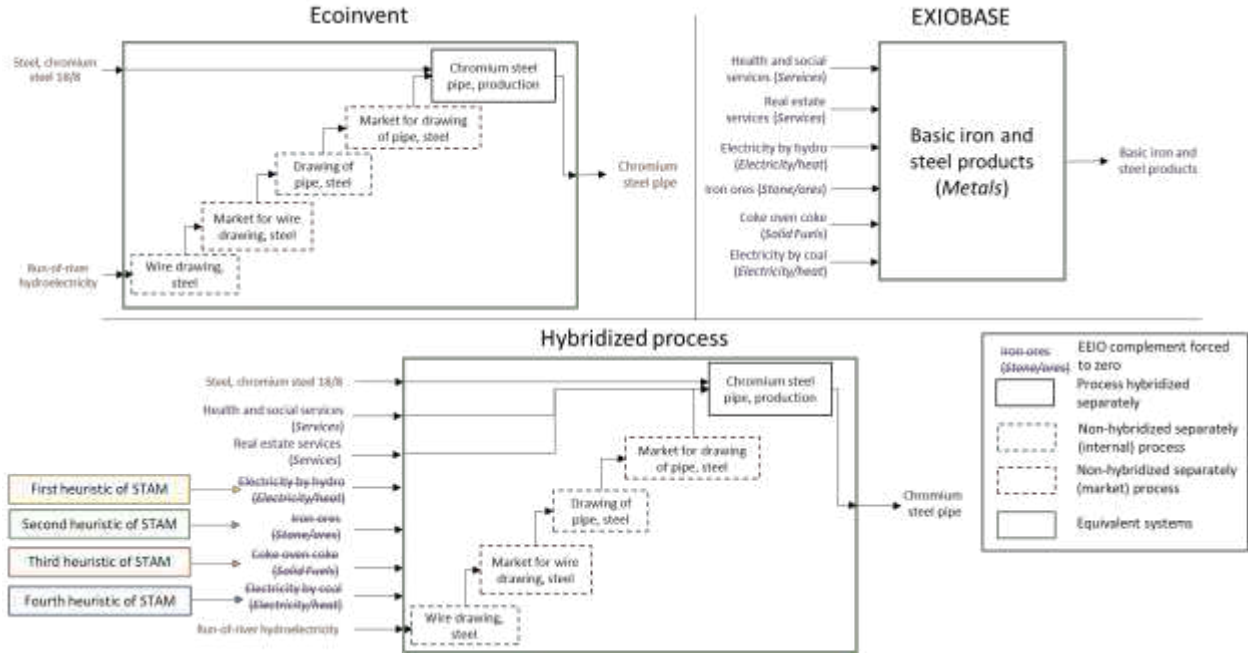 Ecoinvent
Steel, chromium
steel 18/8
Chromium steel
pipe, production
Market for drawing
of pipe, steel
Drawing of
pipe, steel
Market for wire
drawing, steel
Wire drawing,
steel
Run-of-river
hydroelectricity
Chromium
steel pipe
EXIOBASE
Health and social
services (Services)
Real estate
services (Services)
Electricity by hydro
(Electricity/heat)
Iron ores (Stone/ores)
Coke oven coke
(Solid Fuels)
Electricity by coal
(Electricity/heat)
Basic iron and
steel products
(Metals)
Basic iron and
steel products
Hybridized process
Steel, chromium steel 18/8
Health and social services
(Services)
Real estate services
(Services)
Electricity by hydro
(Electricity/heat)
Iron ores
(Stone/ores)
Coke oven coke
(Solid Fuels)
Electricity by coal
(Electricity/heat)
Run-of-river hydroelectricity
First heuristic of STAM
Second heuristic of STAM
Third heuristic of STAM
Fourth heuristic of STAM
Chromium steel
pipe, production
Market for drawing
of pipe, steel
Drawing of
pipe, steel
Market for wire
drawing, steel
Wire drawing,
steel
Chromium
steel pipe
Iron ores
(Stone/ores)
EEIO complement forced
to zero
Process hybridized
separately
Non-hybridized separately
(internal) process
Non-hybridized separately
(market) process
Equivalent systems